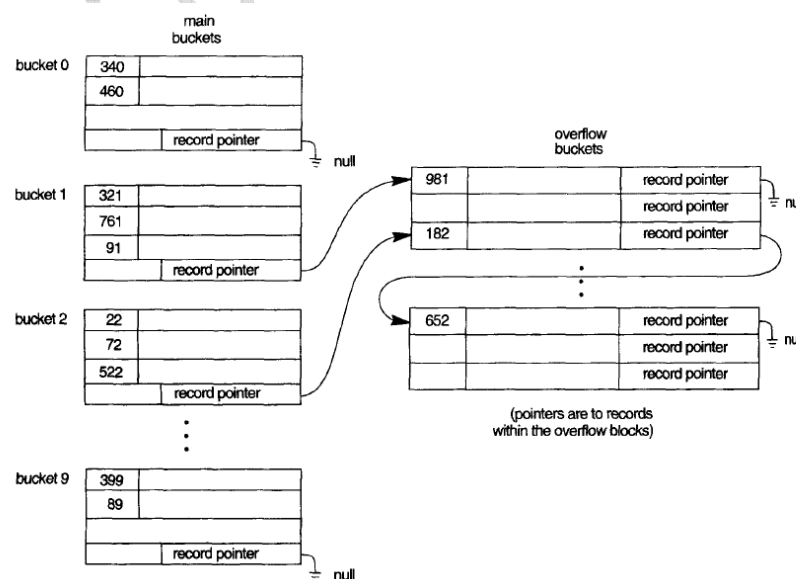 main
buckets
bucket 0
340
460
record pointer
null
bucket 1
321
761
91
record pointer
bucket 2
22
72
522
record pointer
bucket 9
399
89
record pointer
null
overflow
buckets
981
record pointer
nu
record pointer
182
record pointer
652
record pointer
nu
record pointer
record pointer
(pointers are to records
within the overflow blocks)